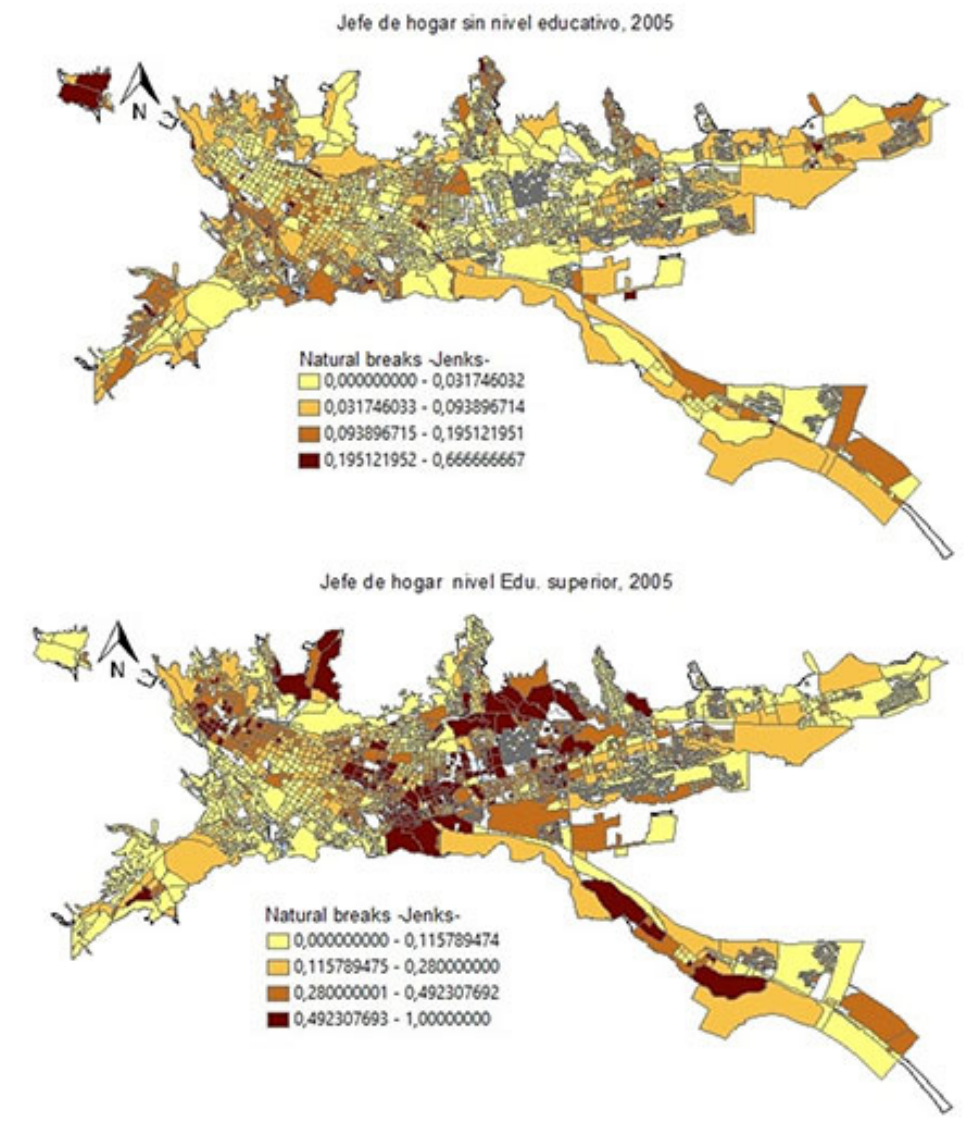 Jefe de hogar sin nivel educativo, 2005
N
Natural breaks -Jenks-
0,000000000 - 0,031746032
0,031746033 - 0,093896714
0,093896715 - 0,195121951
0,195121952 - 0,666666667
Jefe de hogar nivel Edu. superior, 2005
N
Natural breaks -Jenks-
0,000000000 - 0,115789474
0,115789475 - 0,280000000
0,280000001 - 0,492307692
0,492307693 - 1,00000000